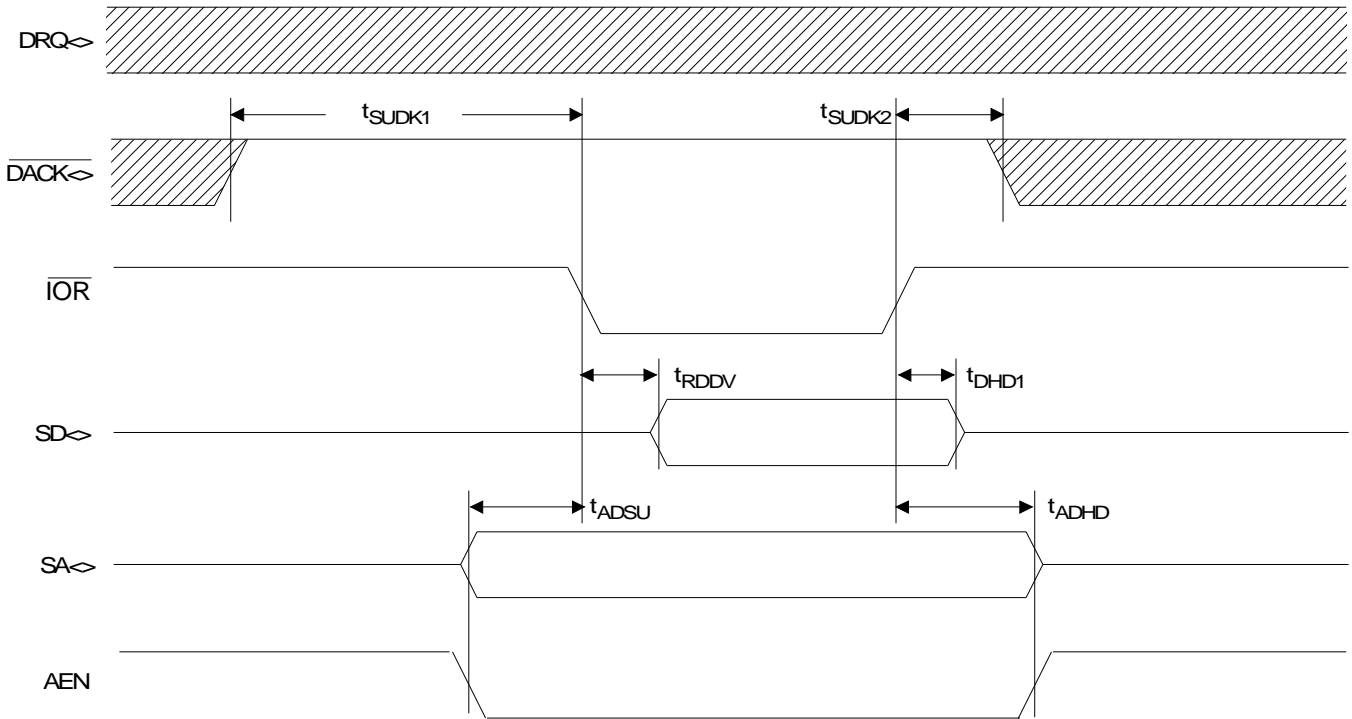 DRQ<>
tSUDK1
tSUDK2
DACK<>
IOR
tRDDV
tDHD1
SD<>
tADSU
tADHD
SA<>
AEN